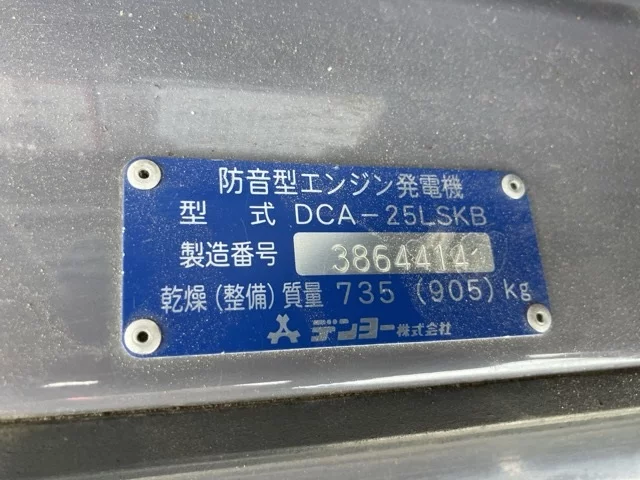 防音型エンジン発電機
型 式 DCA-25LSKB
製造番号 3864414
乾燥(整備)質量 735 (905) kg
デンヨー株式会社